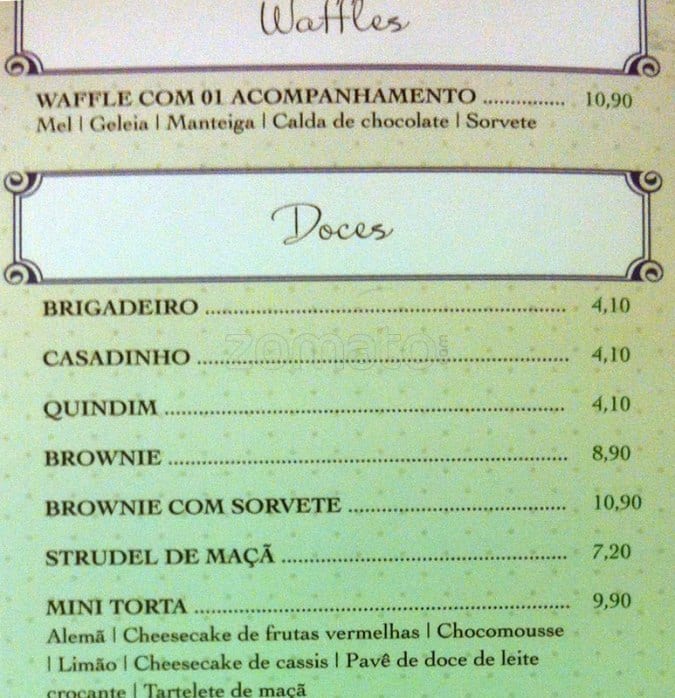 Waffles
WAFFLE COM 01 ACOMPANHAMENTO ............... 10,90
Mel | Geleia | Manteiga | Calda de chocolate | Sorvete
Doces
BRIGADEIRO ............................................................ 4,10
zomato.com
CASADINHO ............................................................ 4,10
QUINDIM ............................................................ 4,10
BROWNIE ............................................................ 8,90
BROWNIE COM SORVETE ................................ 10,90
STRUDEL DE MAÇÃ ........................................ 7,20
MINI TORTA ............................................................ 9,90
Alemã | Cheesecake de frutas vermelhas | Chocomousse
| Limão | Cheesecake de cassis | Pavê de doce de leite
crocante | Tartelete de maçã